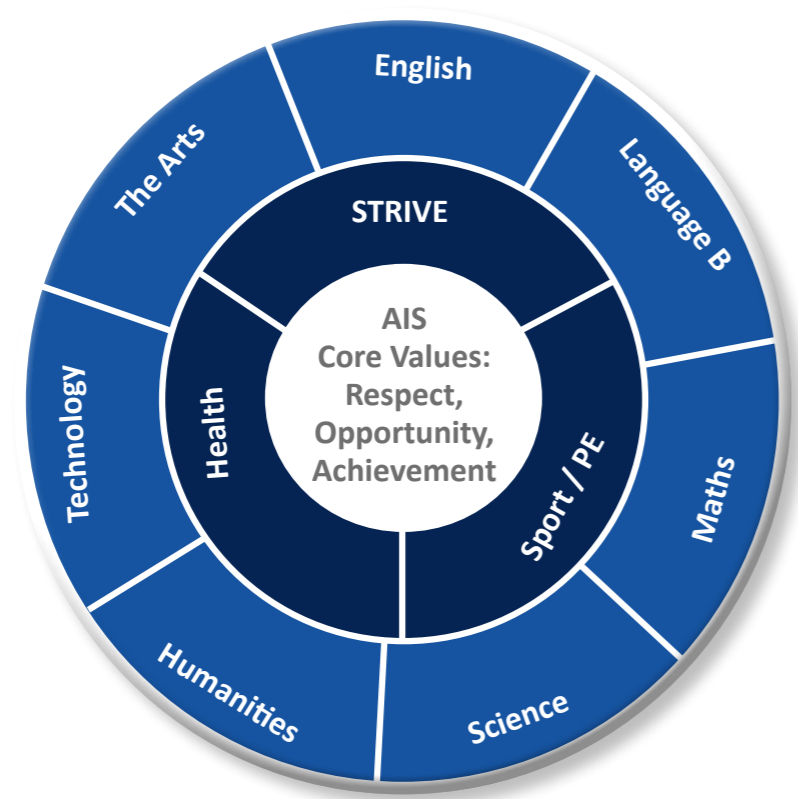 English
Language B
Maths
Science
Humanities
Technology
The Arts
STRIVE
Sport / PE
Health
AIS
Core Values:
Respect,
Opportunity,
Achievement